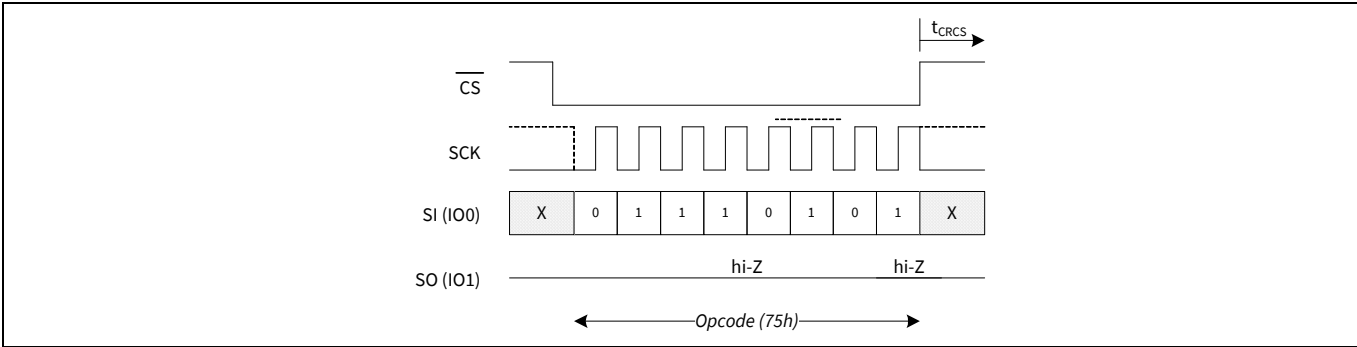 tCRCS
CS
SCK
SI (IO0) X 0 1 1 1 0 1 0 1 X
hi-Z hi-Z
SO (IO1)
Opcode (75h)